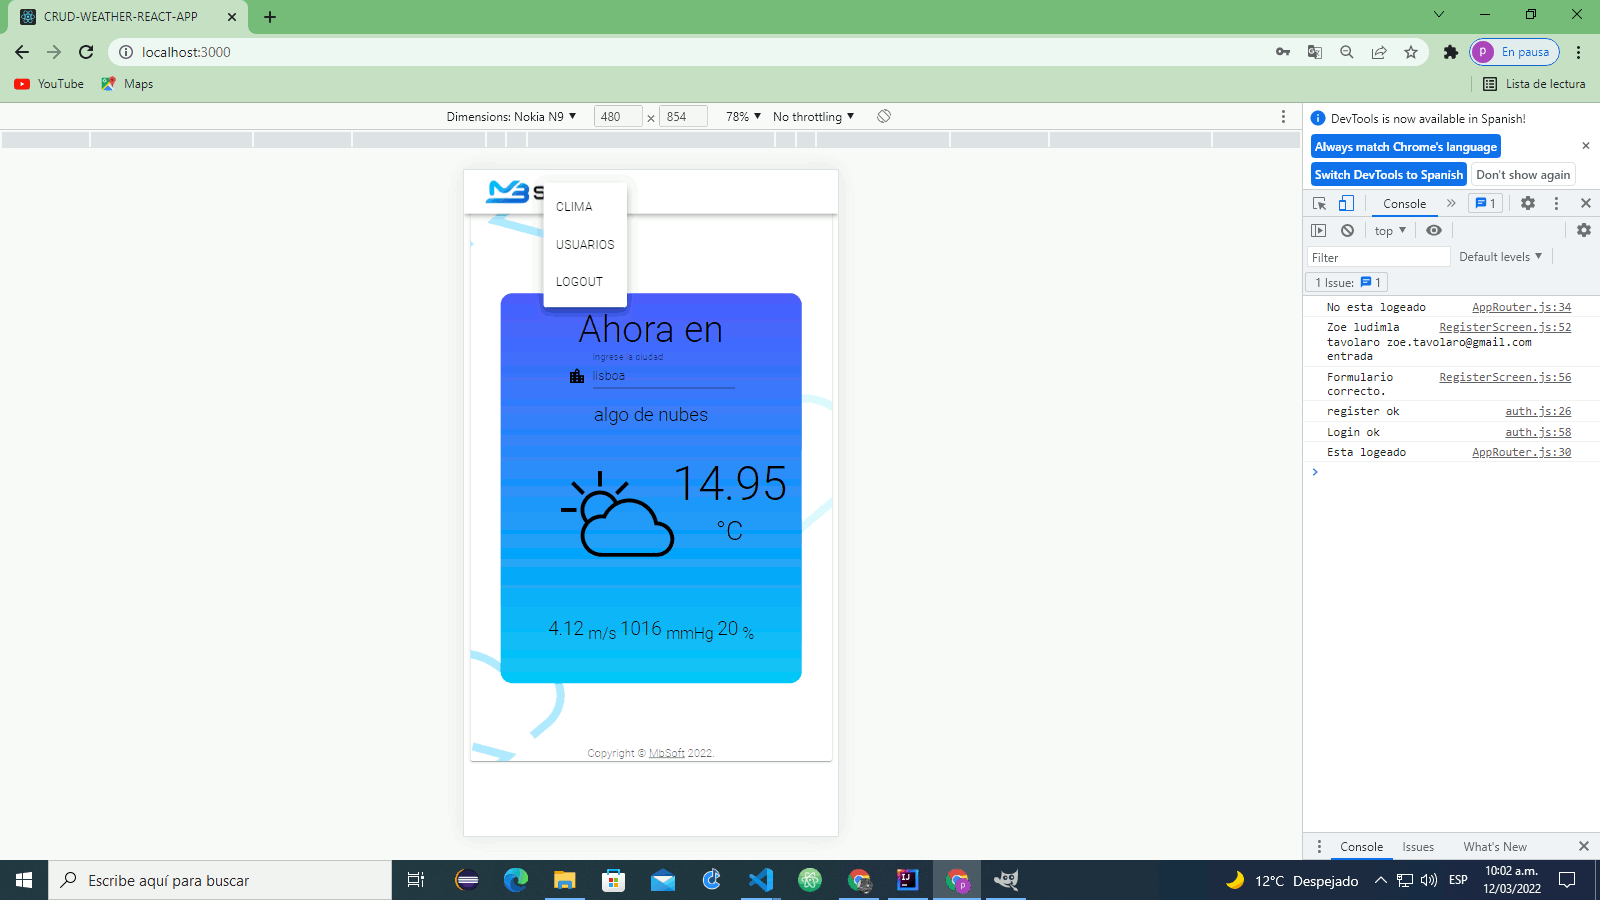 CRUD-WEATHER-REACT-APP
localhost:3000
P En pausa
YouTube Maps
Lista de lectura
Dimensions: Nokia N9 480 × 854 78% No throttling
DevTools is now available in Spanish!
Always match Chrome's language
Switch DevTools to Spanish Don't show again
Console 1
top
Filter Default levels
1 Issue: 1
No esta logeado AppRouter.js:34
Zoe ludimla RegisterScreen.js:52
tavolaro zoe.tavolaro@gmail.com
entrada
Formulario RegisterScreen.js:56
correcto.
register ok auth.js:26
Login ok auth.js:58
Esta logeado AppRouter.js:30
MB S
CLIMA
USUARIOS
LOGOUT
Ahora en
Ingrese la ciudad
lisboa
algo de nubes
14.95
°C
4.12 m/s 1016 mmHg 20 %
Copyright © MbSoft 2022.
Console Issues What's New
Escribe aquí para buscar
12°C Despejado ESP 10:02 a.m.
12/03/2022